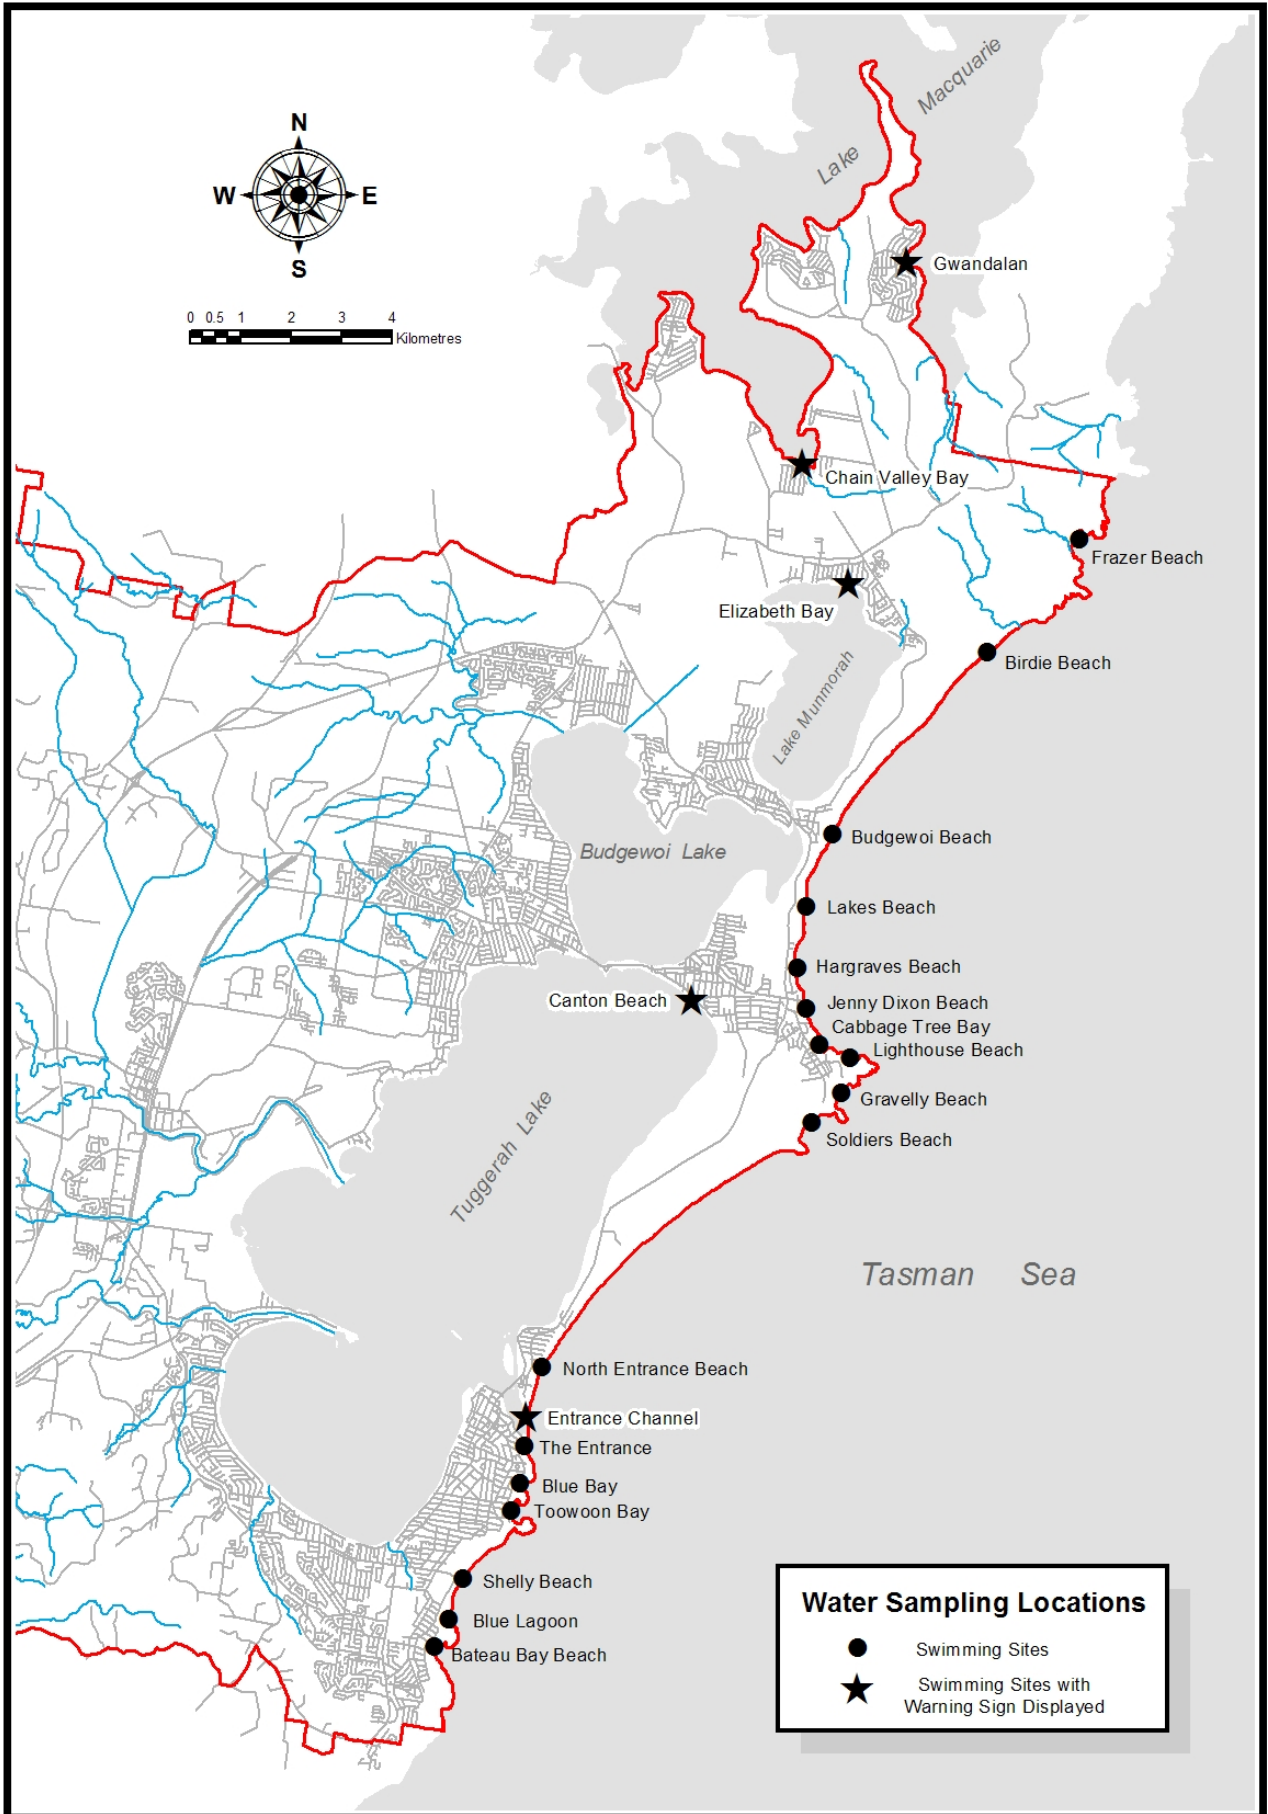 Macquarie
Lake
N
W
E
S
Gwandalan
0 0.5 1 2 3 4
Kilometres
Chain Valley Bay
Frazer Beach
Elizabeth Bay
Birdie Beach
Lake Munmorah
Budgewoi Beach
Budgewoi Lake
Lakes Beach
Hargraves Beach
Canton Beach
Jenny Dixon Beach
Cabbage Tree Bay
Lighthouse Beach
Gravelly Beach
Soldiers Beach
Tuggerah Lake
Tasman Sea
North Entrance Beach
Entrance Channel
The Entrance
Blue Bay
Toowoon Bay
Shelly Beach
Blue Lagoon
Bateau Bay Beach
Water Sampling Locations
Swimming Sites
Swimming Sites with
Warning Sign Displayed